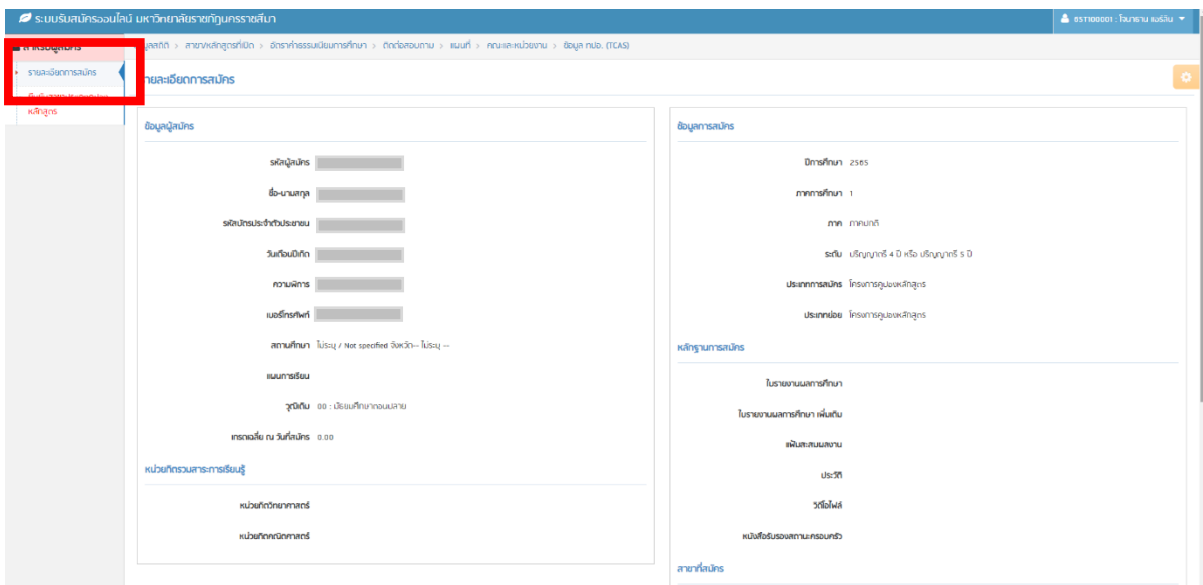 ระบบรับสมัครออนไลน์ มหาวิทยาลัยราชภัฏนครราชสีมา
สำหรับผู้สมัคร
มูลสถิติ > สาขา/หลักสูตรที่เปิด > อัตราค่าธรรมเนียมการศึกษา > ติดต่อสอบถาม > แผนที่ > คณะและหน่วยงาน > ข้อมูล ทปอ. (TCAS)
รายละเอียดการสมัคร
รายละเอียดการสมัคร
หลักสูตร
ข้อมูลผู้สมัคร
รหัสผู้สมัคร
ชื่อ-นามสกุล
รหัสบัตรประจำตัวประชาชน
วันเดือนปีเกิด
ความพิการ
เบอร์โทรศัพท์
สถานศึกษา ไม่ระบุ / Not specified จังหวัด-- ไม่ระบุ --
แผนการเรียน
วุฒิเดิม 00 : มัธยมศึกษาตอนปลาย
เกรดเฉลี่ย ณ วันที่สมัคร 0.00
หน่วยกิตรวมสาระการเรียนรู้
หน่วยกิตวิทยาศาสตร์
หน่วยกิตคณิตศาสตร์
ข้อมูลการสมัคร
ปีการศึกษา 2565
ภาคการศึกษา 1
ภาค ภาคปกติ
ระดับ ปริญญาตรี 4 ปี หรือ ปริญญาตรี 5 ปี
ประเภทการสมัคร โครงการคูปองหลักสูตร
ประเภทย่อย โครงการคูปองหลักสูตร
หลักฐานการสมัคร
ใบรายงานผลการศึกษา
ใบรายงานผลการศึกษา เพิ่มเติม
แฟ้มสะสมผลงาน
ประวัติ
วิดีโอไฟล์
หนังสือรับรองสถานะครอบครัว
สาขาที่สมัคร